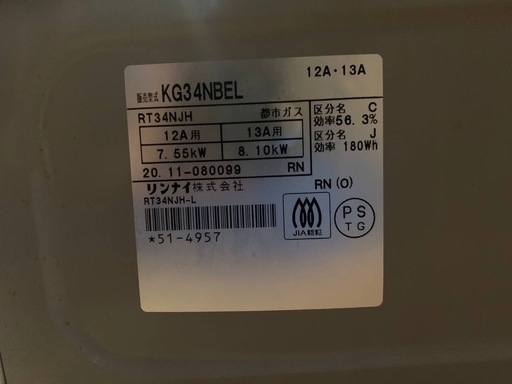 12A・13A
販売型式 KG34NBEL
RT34NJH 都市ガス
12A用 13A用
7.55kW 8.10kW
20.11-080099 RN
区分名 C
効率56.3%
区分名 J
効率 180Wh
リンナイ株式会社
RT34NJH-L
RN(O)
*51-4957
JIA認証
PS
TG